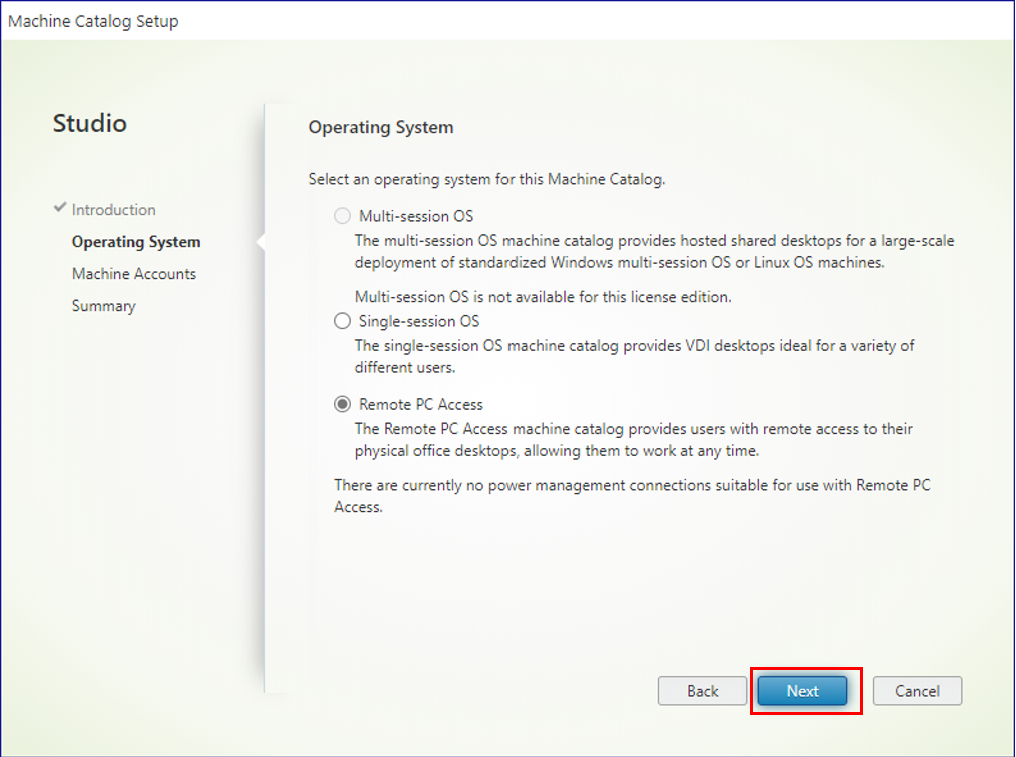 Machine Catalog Setup
Studio
Introduction
Operating System
Machine Accounts
Summary
Operating System
Select an operating system for this Machine Catalog.
Multi-session OS
The multi-session OS machine catalog provides hosted shared desktops for a large-scale
deployment of standardized Windows multi-session OS or Linux OS machines.
Multi-session OS is not available for this license edition.
Single-session OS
The single-session OS machine catalog provides VDI desktops ideal for a variety of
different users.
Remote PC Access
The Remote PC Access machine catalog provides users with remote access to their
physical office desktops, allowing them to work at any time.
There are currently no power management connections suitable for use with Remote PC
Access.
Back
Next
Cancel